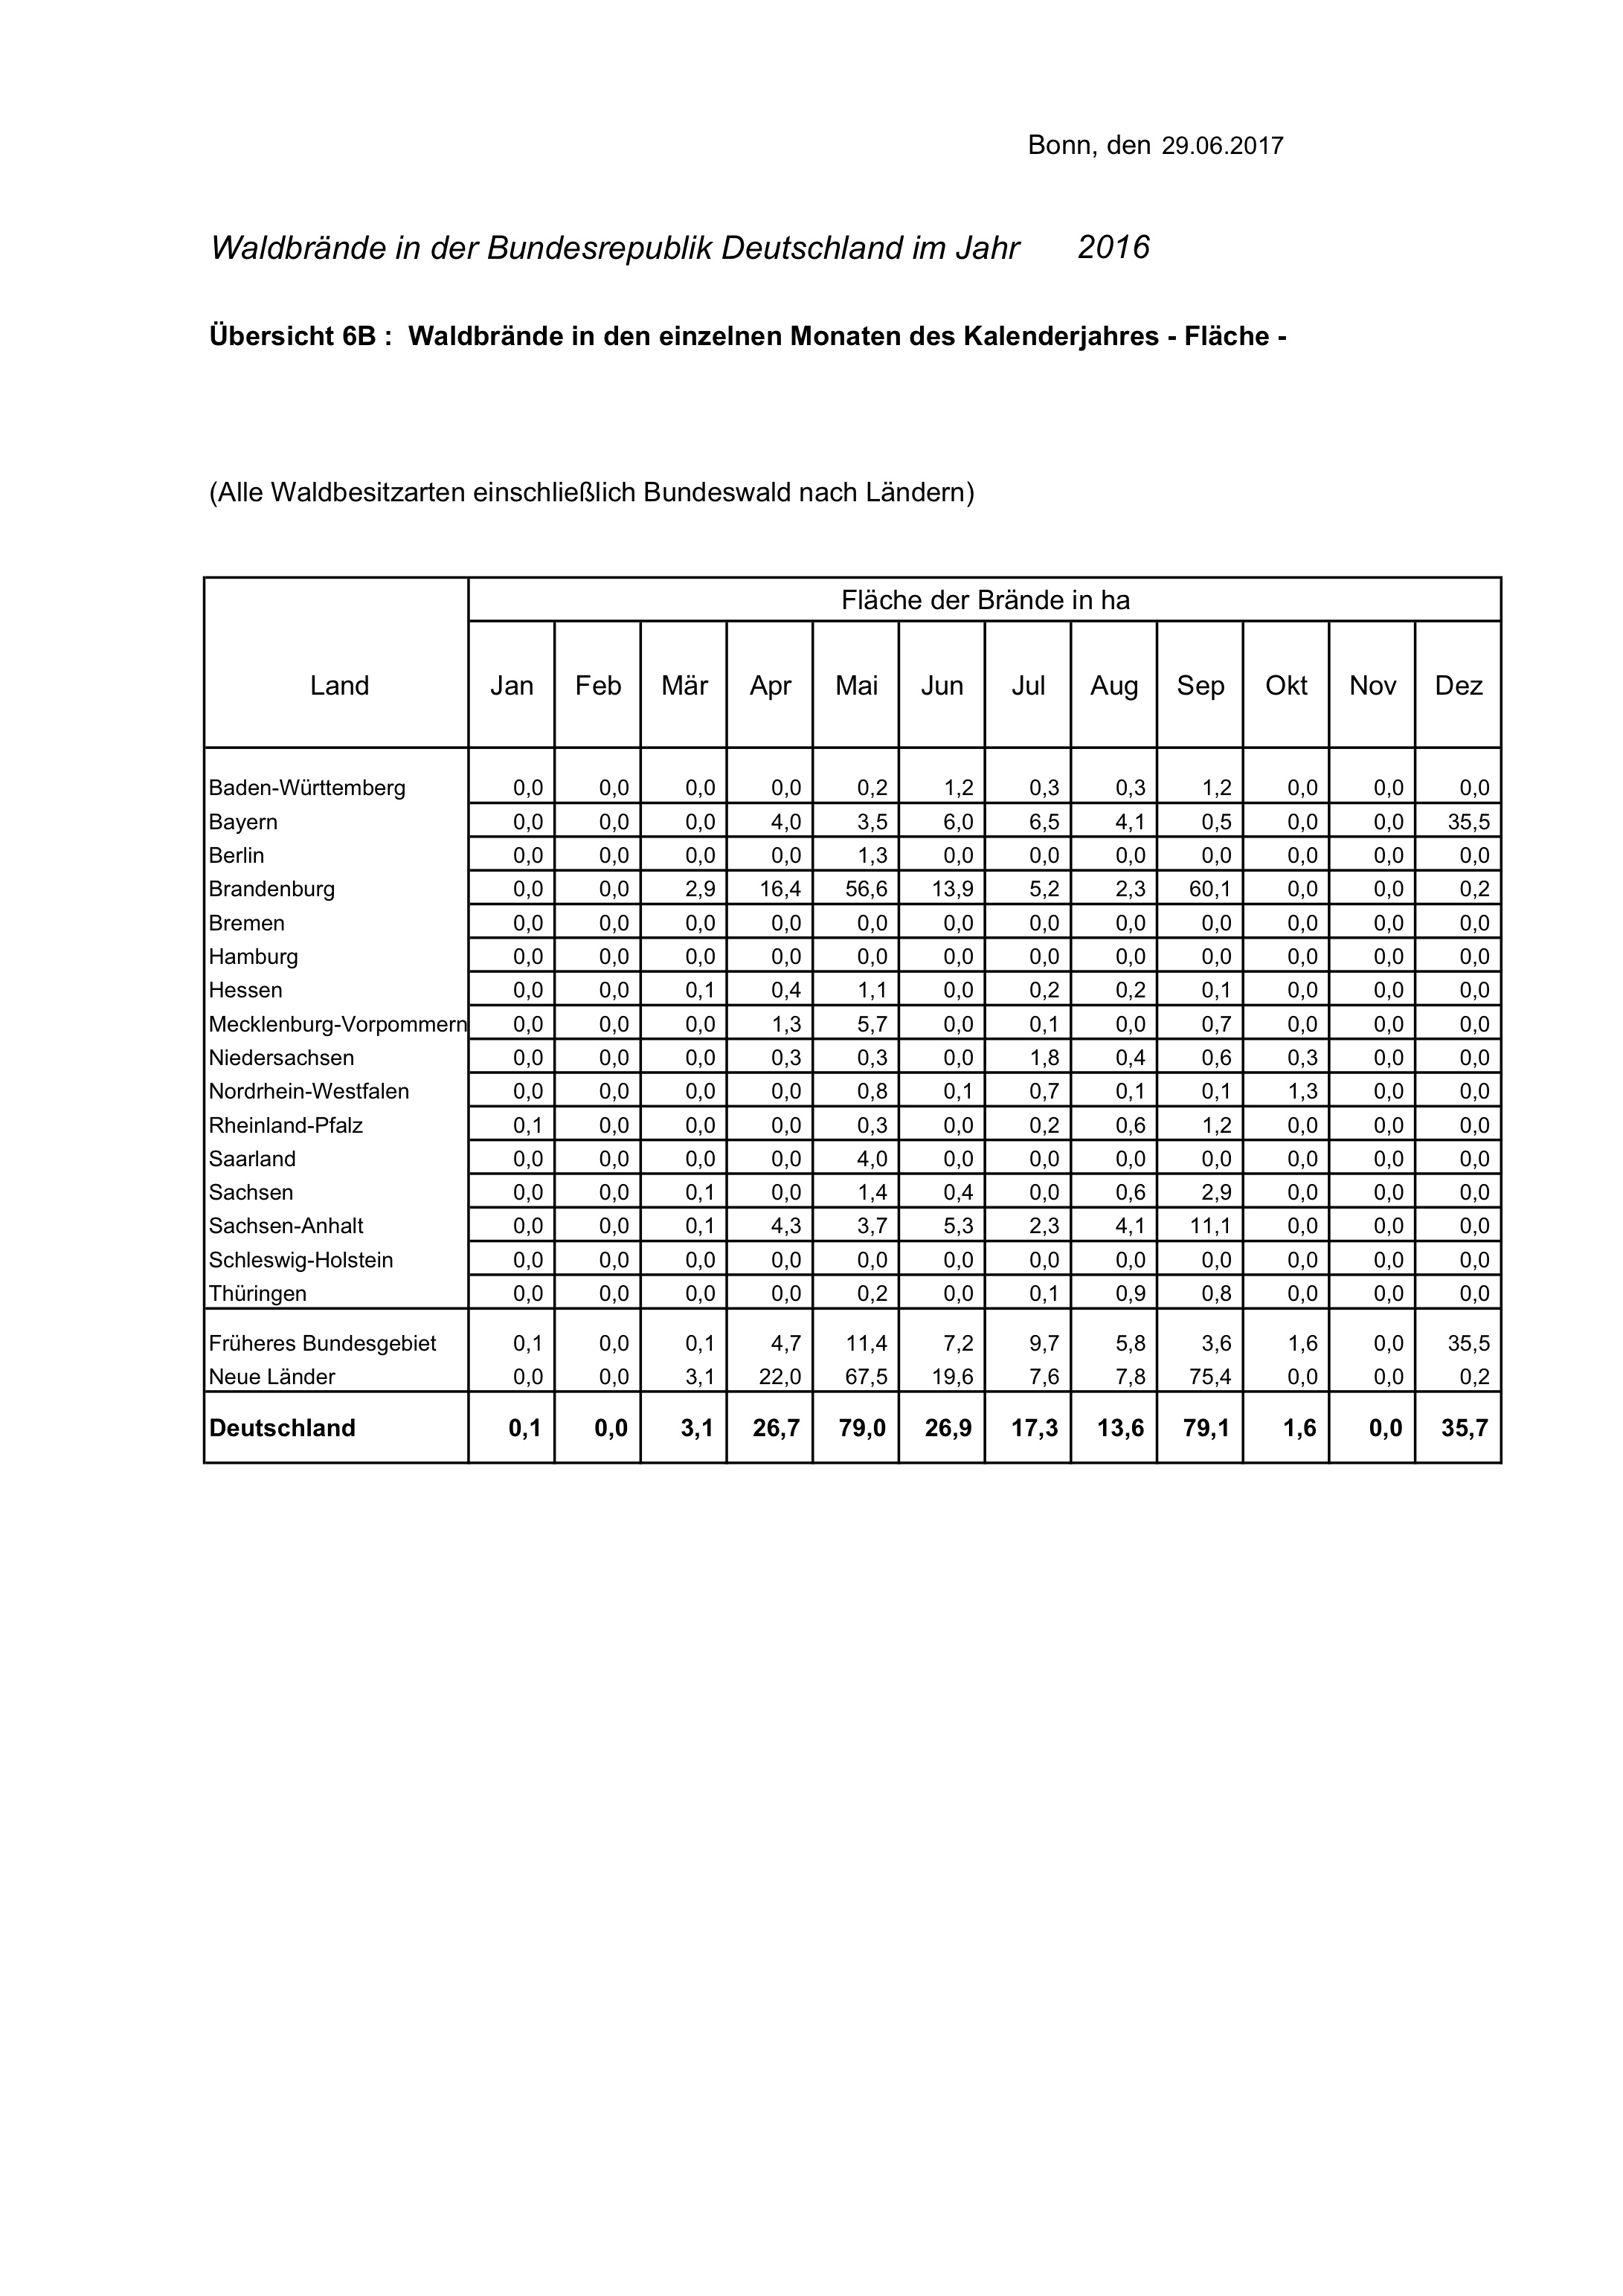 Bonn, den 29.06.2017
Waldbrände in der Bundesrepublik Deutschland im Jahr 2016
Übersicht 6B : Waldbrände in den einzelnen Monaten des Kalenderjahres - Fläche -
(Alle Waldbesitzarten einschließlich Bundeswald nach Ländern)
Fläche der Brände in ha
Land Jan Feb Mär Apr Mai Jun Jul Aug Sep Okt Nov Dez
Baden-Württemberg 0,0 0,0 0,0 0,0 0,2 1,2 0,3 0,3 1,2 0,0 0,0 0,0
Bayern 0,0 0,0 0,0 4,0 3,5 6,0 6,5 4,1 0,5 0,0 0,0 35,5
Berlin 0,0 0,0 0,0 0,0 1,3 0,0 0,0 0,0 0,0 0,0 0,0 0,0
Brandenburg 0,0 0,0 2,9 16,4 56,6 13,9 5,2 2,3 60,1 0,0 0,0 0,2
Bremen 0,0 0,0 0,0 0,0 0,0 0,0 0,0 0,0 0,0 0,0 0,0 0,0
Hamburg 0,0 0,0 0,0 0,0 0,0 0,0 0,0 0,0 0,0 0,0 0,0 0,0
Hessen 0,0 0,0 0,1 0,4 1,1 0,0 0,2 0,2 0,1 0,0 0,0 0,0
Mecklenburg-Vorpommern 0,0 0,0 0,0 1,3 5,7 0,0 0,1 0,0 0,7 0,0 0,0 0,0
Niedersachsen 0,0 0,0 0,0 0,3 0,3 0,0 1,8 0,4 0,6 0,3 0,0 0,0
Nordrhein-Westfalen 0,0 0,0 0,0 0,0 0,8 0,1 0,7 0,1 0,1 1,3 0,0 0,0
Rheinland-Pfalz 0,1 0,0 0,0 0,0 0,3 0,0 0,2 0,6 1,2 0,0 0,0 0,0
Saarland 0,0 0,0 0,0 0,0 4,0 0,0 0,0 0,0 0,0 0,0 0,0 0,0
Sachsen 0,0 0,0 0,1 0,0 1,4 0,4 0,0 0,6 2,9 0,0 0,0 0,0
Sachsen-Anhalt 0,0 0,0 0,1 4,3 3,7 5,3 2,3 4,1 11,1 0,0 0,0 0,0
Schleswig-Holstein 0,0 0,0 0,0 0,0 0,0 0,0 0,0 0,0 0,0 0,0 0,0 0,0
Thüringen 0,0 0,0 0,0 0,0 0,2 0,0 0,1 0,9 0,8 0,0 0,0 0,0
Früheres Bundesgebiet 0,1 0,0 0,1 4,7 11,4 7,2 9,7 5,8 3,6 1,6 0,0 35,5
Neue Länder 0,0 0,0 3,1 22,0 67,5 19,6 7,6 7,8 75,4 0,0 0,0 0,2
Deutschland 0,1 0,0 3,1 26,7 79,0 26,9 17,3 13,6 79,1 1,6 0,0 35,7